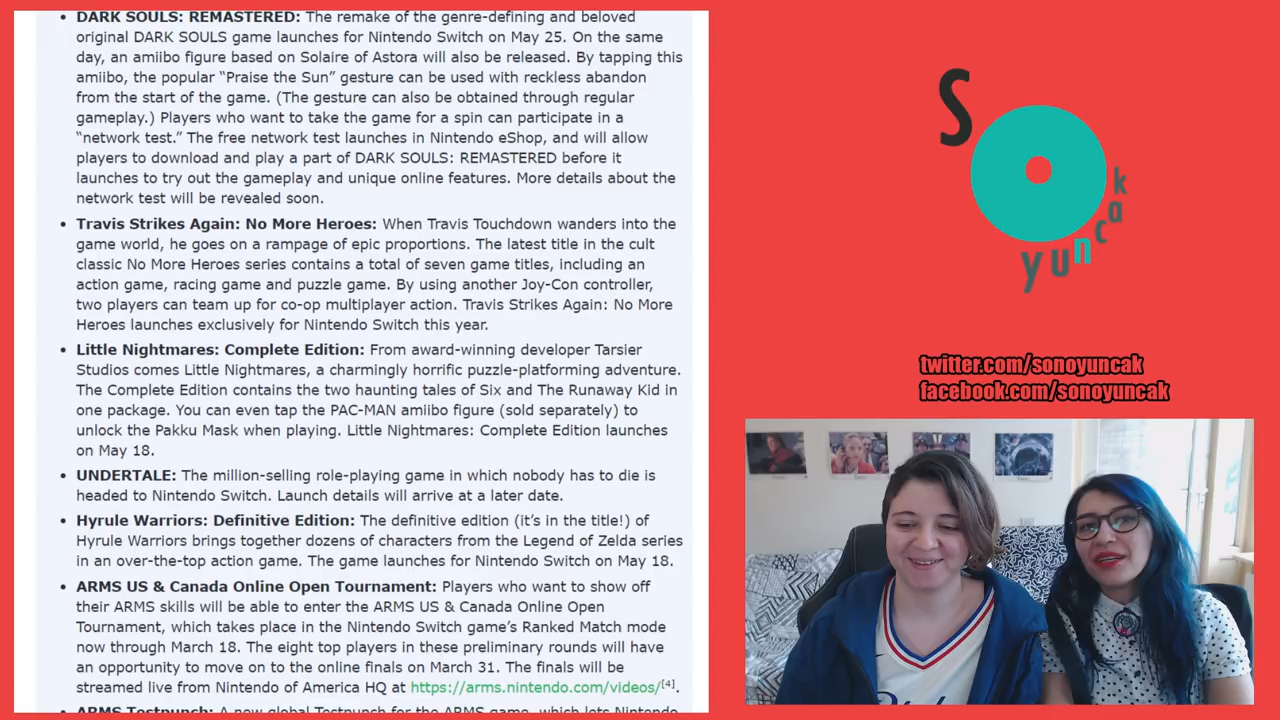 DARK SOULS: REMASTERED: The remake of the genre-defining and beloved
original DARK SOULS game launches for Nintendo Switch on May 25. On the same
day, an amiibo figure based on Solaire of Astora will also be released. By tapping this
amiibo, the popular “Praise the Sun” gesture can be used with reckless abandon
from the start of the game. (The gesture can also be obtained through regular
gameplay.) Players who want to take the game for a spin can participate in a
“network test.” The free network test launches in Nintendo eShop, and will allow
players to download and play a part of DARK SOULS: REMASTERED before it
launches to try out the gameplay and unique online features. More details about the
network test will be revealed soon.
Travis Strikes Again: No More Heroes: When Travis Touchdown wanders into the
game world, he goes on a rampage of epic proportions. The latest title in the cult
classic No More Heroes series contains a total of seven game titles, including an
action game, racing game and puzzle game. By using another Joy-Con controller,
two players can team up for co-op multiplayer action. Travis Strikes Again: No More
Heroes launches exclusively for Nintendo Switch this year.
Little Nightmares: Complete Edition: From award-winning developer Tarsier
Studios comes Little Nightmares, a charmingly horrific puzzle-platforming adventure.
The Complete Edition contains the two haunting tales of Six and The Runaway Kid in
one package. You can even tap the PAC-MAN amiibo figure (sold separately) to
unlock the Pakku Mask when playing. Little Nightmares: Complete Edition launches
on May 18.
UNDERTALE: The million-selling role-playing game in which nobody has to die is
headed to Nintendo Switch. Launch details will arrive at a later date.
Hyrule Warriors: Definitive Edition: The definitive edition (it’s in the title!) of
Hyrule Warriors brings together dozens of characters from the Legend of Zelda series
in an over-the-top action game. The game launches for Nintendo Switch on May 18.
ARMS US & Canada Online Open Tournament: Players who want to show off
their ARMS skills will be able to enter the ARMS US & Canada Online Open
Tournament, which takes place in the Nintendo Switch game’s Ranked Match mode
now through March 18. The eight top players in these preliminary rounds will have
an opportunity to move on to the online finals on March 31. The finals will be
streamed live from Nintendo of America HQ at https://arms.nintendo.com/videos/[4].
ARMS Testpunch: A new global Testpunch for the ARMS game, which lets Nintendo
S
yuncak
twitter.com/sonoyuncak
facebook.com/sonoyuncak